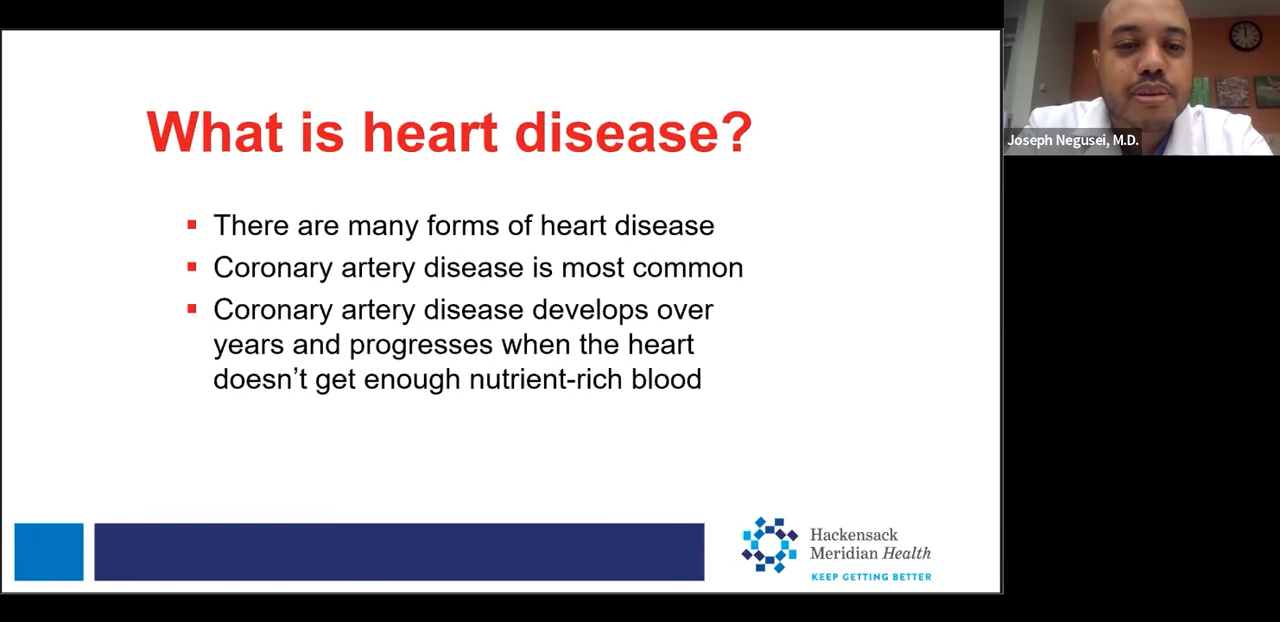 What is heart disease?
There are many forms of heart disease
Coronary artery disease is most common
Coronary artery disease develops over
years and progresses when the heart
doesn’t get enough nutrient-rich blood
Hackensack
Meridian Health
KEEP GETTING BETTER
Joseph Negusei, M.D.